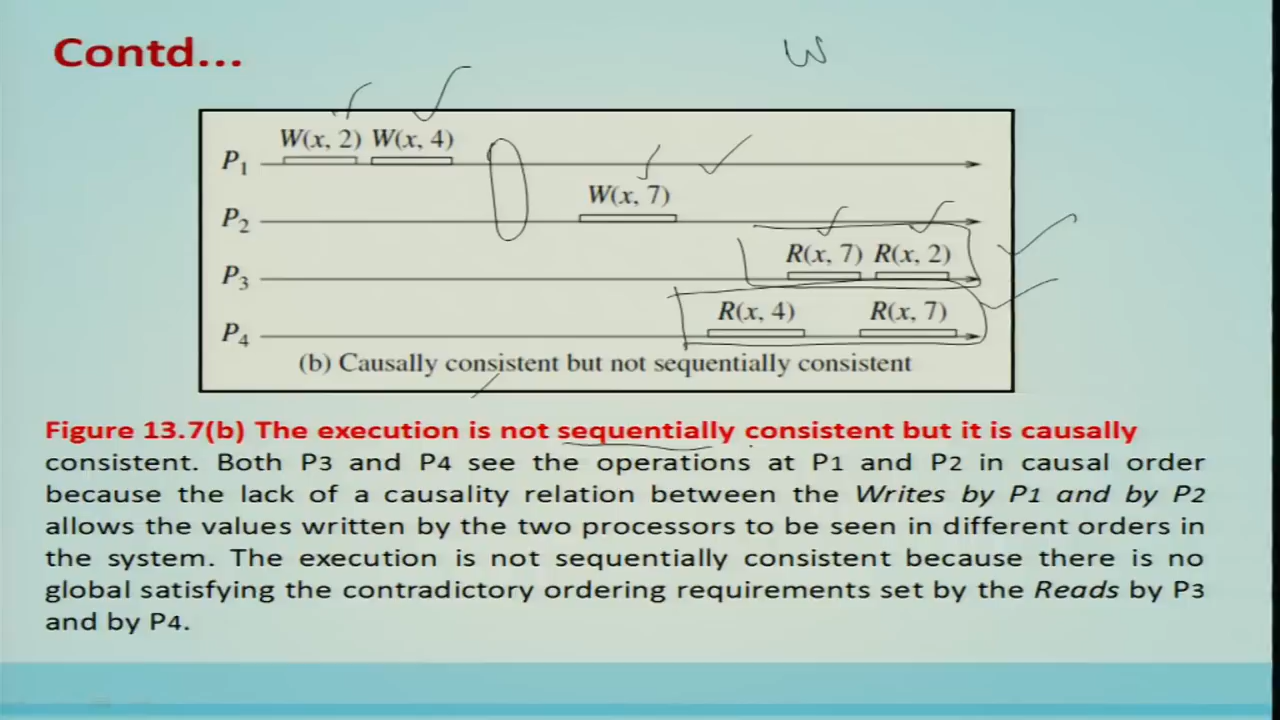 Contd...
W
W(x, 2) W(x, 4)
P1
W(x, 7)
P2
R(x, 7) R(x, 2)
P3
R(x, 4) R(x, 7)
P4
(b) Causally consistent but not sequentially consistent
Figure 13.7(b) The execution is not sequentially consistent but it is causally
consistent. Both P3 and P4 see the operations at P1 and P2 in causal order
because the lack of a causality relation between the Writes by P1 and by P2
allows the values written by the two processors to be seen in different orders in
the system. The execution is not sequentially consistent because there is no
global satisfying the contradictory ordering requirements set by the Reads by P3
and by P4.